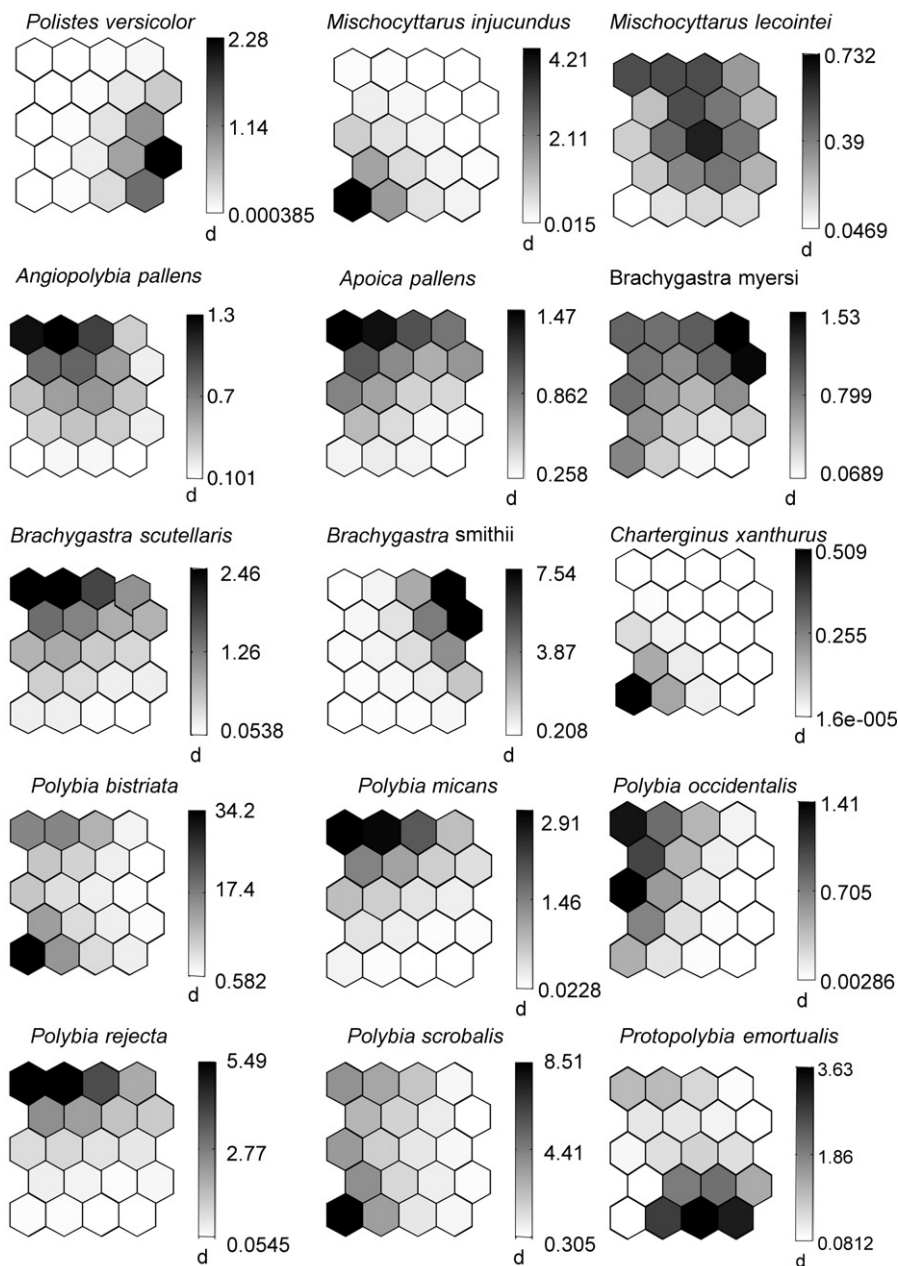 Polistes versicolor
2.28
1.14
0.000385
d
Mischocyttarus injucundus
4.21
2.11
0.015
d
Mischocyttarus lecointei
0.732
0.39
0.0469
d
Angiopolybia pallens
1.3
0.7
0.101
d
Apoica pallens
1.47
0.862
0.258
d
Brachygastra myersi
1.53
0.799
0.0689
d
Brachygastra scutellaris
2.46
1.26
0.0538
d
Brachygastra smithii
7.54
3.87
0.208
d
Charterginus xanthurus
0.509
0.255
1.6e-005
d
Polybia bistriata
34.2
17.4
0.582
d
Polybia micans
2.91
1.46
0.0228
d
Polybia occidentalis
1.41
0.705
0.00286
d
Polybia rejecta
5.49
2.77
0.0545
d
Polybia scrobalis
8.51
4.41
0.305
d
Protopolybia emortualis
3.63
1.86
0.0812
d